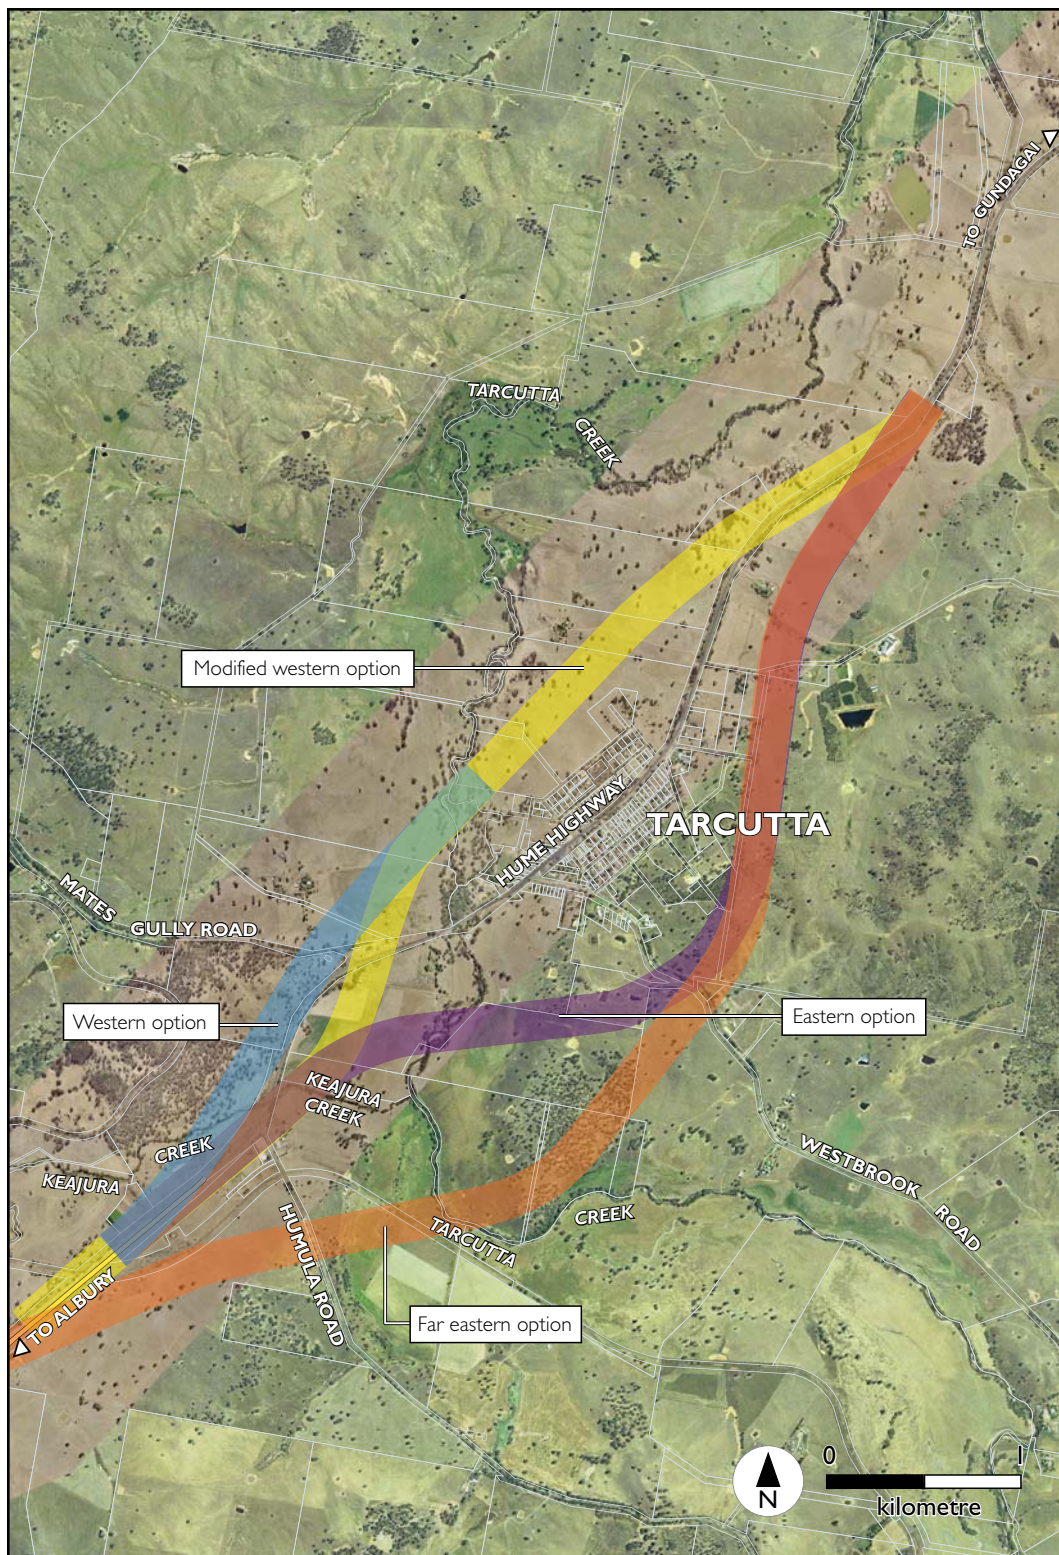 TO GUNDAGAI
TARCUTTA
CREEK
Modified western option
HUME HIGHWAY
TARCUTTA
MATES
GULLY ROAD
Western option
Eastern option
KEAJURA
CREEK
CREEK
KEAJURA
WESTBROOK
ROAD
HUMULA ROAD
TARCUTTA
CREEK
TO ALBURY
Far eastern option
N
0 1
kilometre